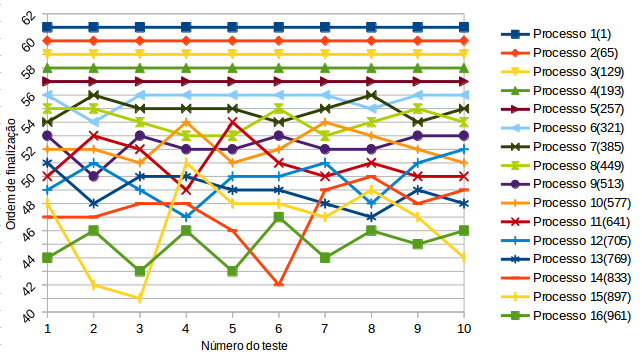 62
60
58
56
54
52
50
48
46
44
42
40
Ordem de finalização
1 2 3 4 5 6 7 8 9 10
Número do teste
Processo 1(1)
Processo 2(65)
Processo 3(129)
Processo 4(193)
Processo 5(257)
Processo 6(321)
Processo 7(385)
Processo 8(449)
Processo 9(513)
Processo 10(577)
Processo 11(641)
Processo 12(705)
Processo 13(769)
Processo 14(833)
Processo 15(897)
Processo 16(961)